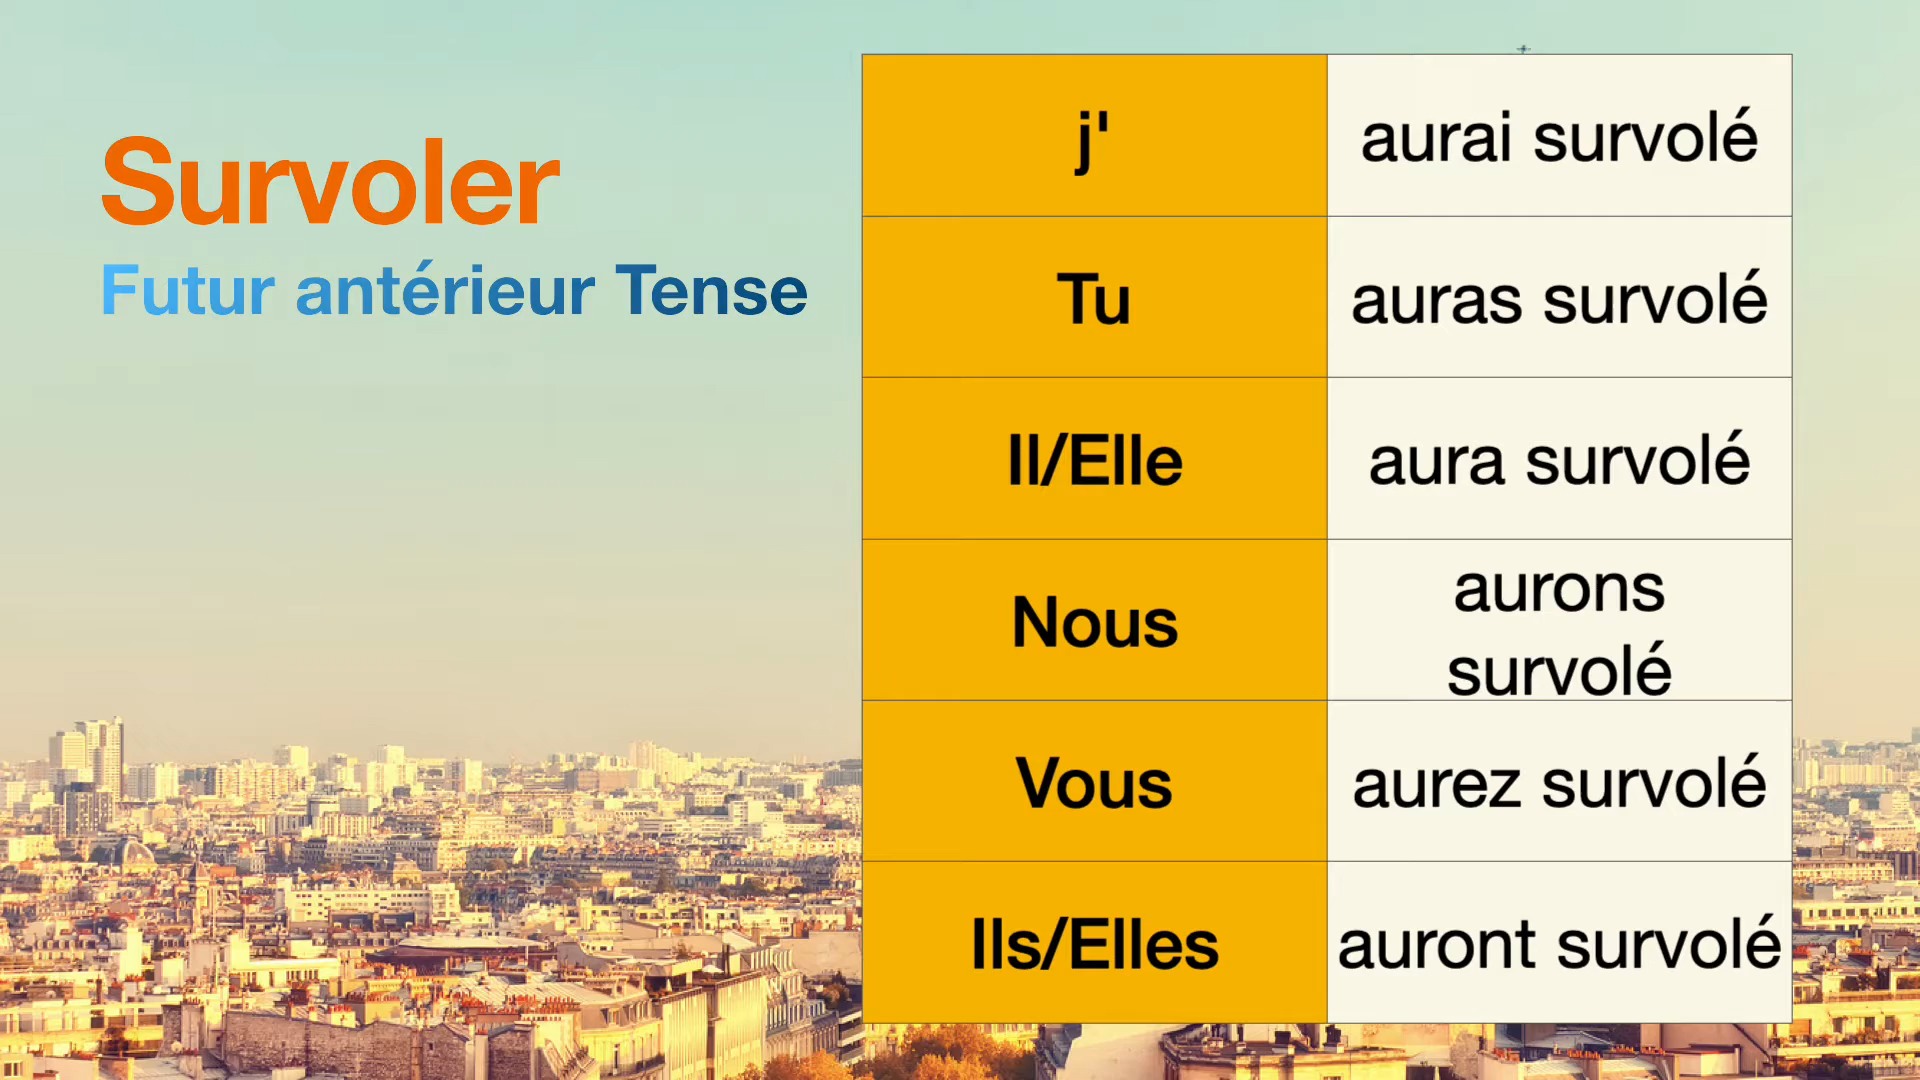 Survoler
Futur antérieur Tense
j' aurai survolé
Tu auras survolé
Il/Elle aura survolé
Nous aurons
survolé
Vous aurez survolé
Ils/Elles auront survolé